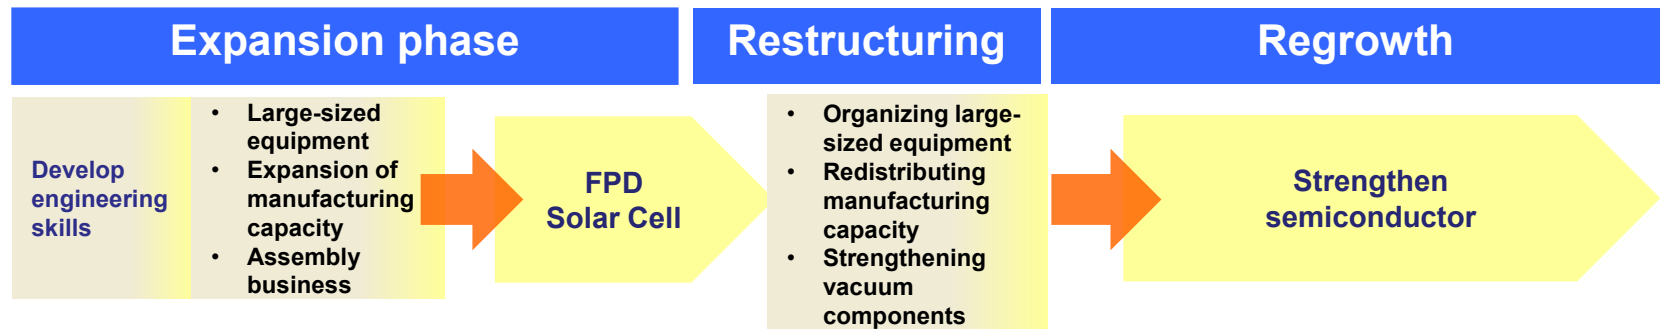 Expansion phase
Restructuring
Regrowth
Develop
engineering
skills
• Large-sized
equipment
• Expansion of
manufacturing
capacity
• Assembly
business
FPD
Solar Cell
• Organizing large-
sized equipment
• Redistributing
manufacturing
capacity
• Strengthening
vacuum
components
Strengthen
semiconductor